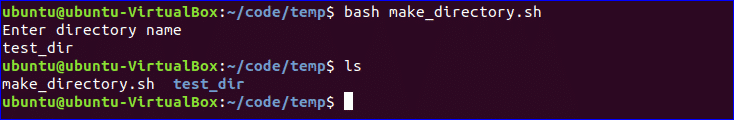 ubuntu@ubuntu-VirtualBox:~/code/temp$ bash make_directory.sh
Enter directory name
test_dir
ubuntu@ubuntu-VirtualBox:~/code/temp$ ls
make_directory.sh  test_dir
ubuntu@ubuntu-VirtualBox:~/code/temp$